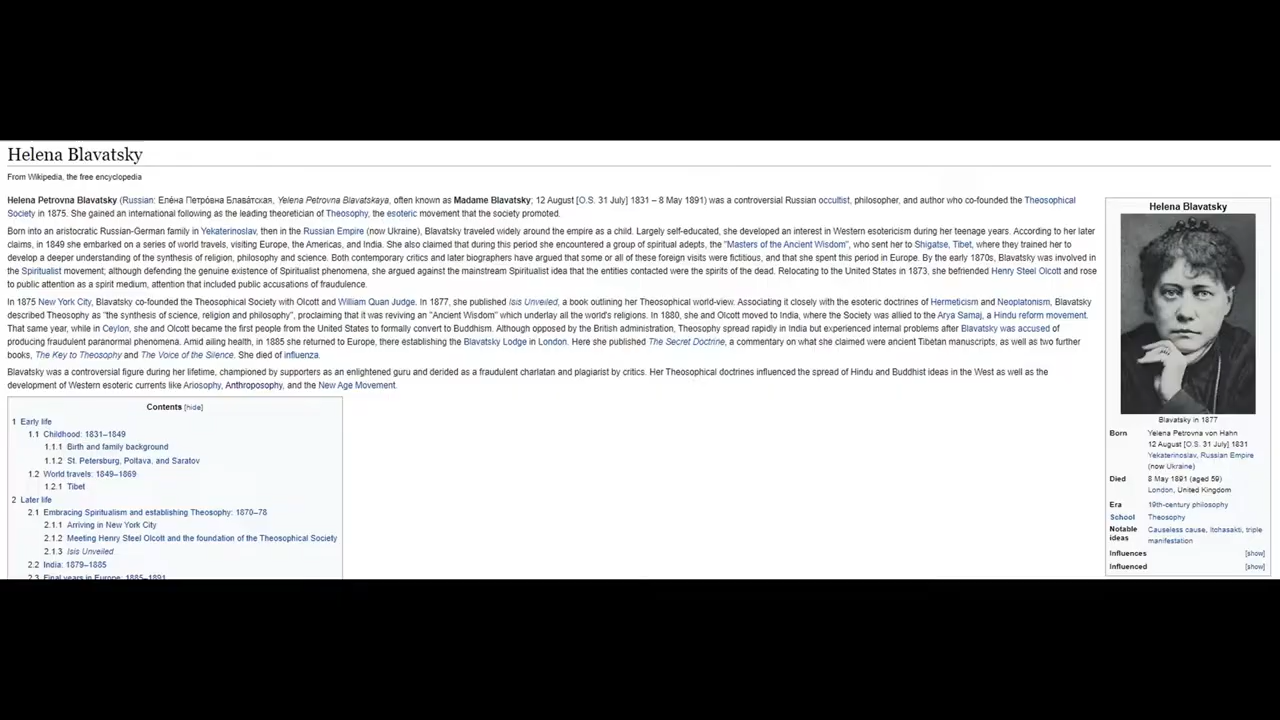 Helena Blavatsky
From Wikipedia, the free encyclopedia
Helena Petrovna Blavatsky (Russian: Еле́на Петро́вна Блава́тская, Yelena Petrovna Blavatskaya, often known as Madame Blavatsky; 12 August [O.S. 31 July] 1831 – 8 May 1891) was a controversial Russian occultist, philosopher, and author who co-founded the Theosophical
Society in 1875. She gained an international following as the leading theoretician of Theosophy, the esoteric movement that the society promoted.
Born into an aristocratic Russian-German family in Yekaterinoslav, then in the Russian Empire (now Ukraine), Blavatsky traveled widely around the empire as a child. Largely self-educated, she developed an interest in Western esotericism during her teenage years. According to her later
claims, in 1849 she embarked on a series of world travels, visiting Europe, the Americas, and India. She also claimed that during this period she encountered a group of spiritual adepts, the "Masters of the Ancient Wisdom", who sent her to Shigatse, Tibet, where they trained her to
develop a deeper understanding of the synthesis of religion, philosophy and science. Both contemporary critics and later biographers have argued that some or all of these foreign visits were fictitious, and that she spent this period in Europe. By the early 1870s, Blavatsky was involved in
the Spiritualist movement; although defending the genuine existence of Spiritualist phenomena, she argued against the mainstream Spiritualist idea that the entities contacted were the spirits of the dead. Relocating to the United States in 1873, she befriended Henry Steel Olcott and rose
to public attention as a spirit medium, attention that included public accusations of fraudulence.
In 1875 New York City, Blavatsky co-founded the Theosophical Society with Olcott and William Quan Judge. In 1877, she published Isis Unveiled, a book outlining her Theosophical world-view. Associating it closely with the esoteric doctrines of Hermeticism and Neoplatonism, Blavatsky
described Theosophy as "the synthesis of science, religion and philosophy", proclaiming that it was reviving an "Ancient Wisdom" which underlay all the world's religions. In 1880, she and Olcott moved to India, where the Society was allied to the Arya Samaj, a Hindu reform movement.
That same year, while in Ceylon, she and Olcott became the first people from the United States to formally convert to Buddhism. Although opposed by the British administration, Theosophy spread rapidly in India but experienced internal problems after Blavatsky was accused of
producing fraudulent paranormal phenomena. Amid ailing health, in 1885 she returned to Europe, there establishing the Blavatsky Lodge in London. Here she published The Secret Doctrine, a commentary on what she claimed were ancient Tibetan manuscripts, as well as two further
books, The Key to Theosophy and The Voice of the Silence. She died of influenza.
Blavatsky was a controversial figure during her lifetime, championed by supporters as an enlightened guru and derided as a fraudulent charlatan and plagiarist by critics. Her Theosophical doctrines influenced the spread of Hindu and Buddhist ideas in the West as well as the
development of Western esoteric currents like Ariosophy, Anthroposophy, and the New Age Movement.
Contents [hide]
1 Early life
1.1 Childhood: 1831–1849
1.1.1 Birth and family background
1.1.2 St. Petersburg, Poltava, and Saratov
1.2 World travels: 1849–1869
1.2.1 Tibet
2 Later life
2.1 Embracing Spiritualism and establishing Theosophy: 1870–78
2.1.1 Arriving in New York City
2.1.2 Meeting Henry Steel Olcott and the foundation of the Theosophical Society
2.1.3 Isis Unveiled
2.2 India: 1879–1885
2.3 Final years in Europe: 1885–1891
Helena Blavatsky
Blavatsky in 1877
Born Yelena Petrovna von Hahn
12 August [O.S. 31 July] 1831
Yekaterinoslav, Russian Empire
(now Ukraine)
Died 8 May 1891 (aged 59)
London, United Kingdom
Era 19th-century philosophy
School Theosophy
Notable ideas Causeless cause, Itchasakti, triple
manifestation
Influences [show]
Influenced [show]